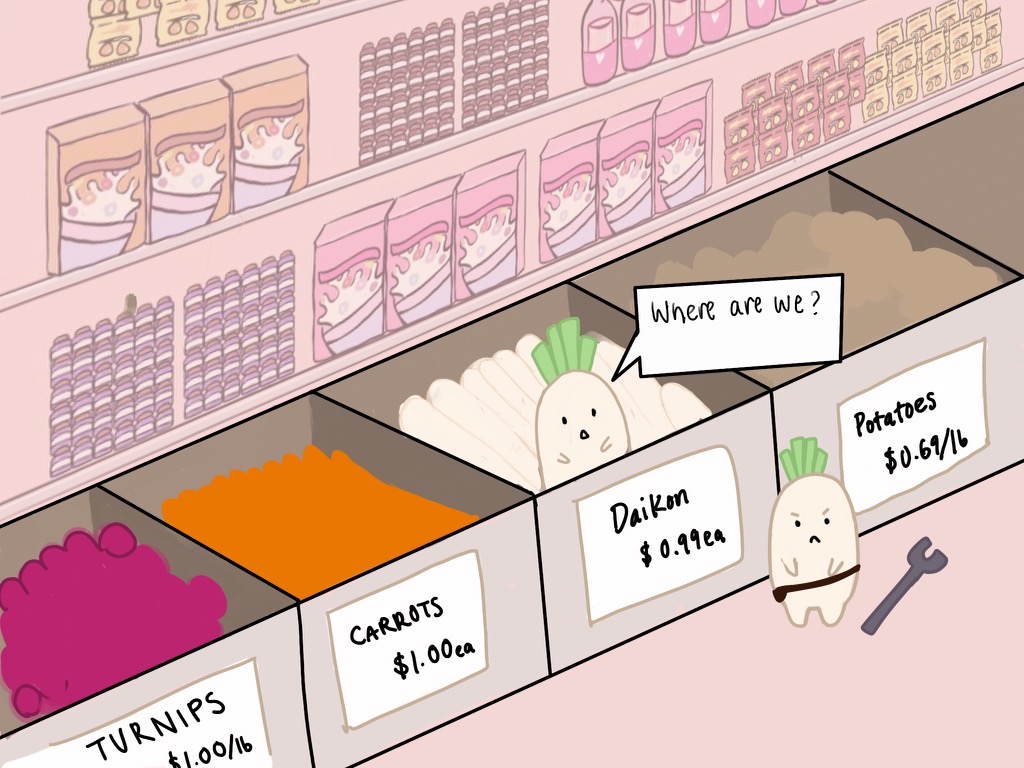 Where are we?
Potatoes
$0.69/lb
Daikon
$0.99ea
CARROTS
$1.00ea
TURNIPS
$1.00/lb